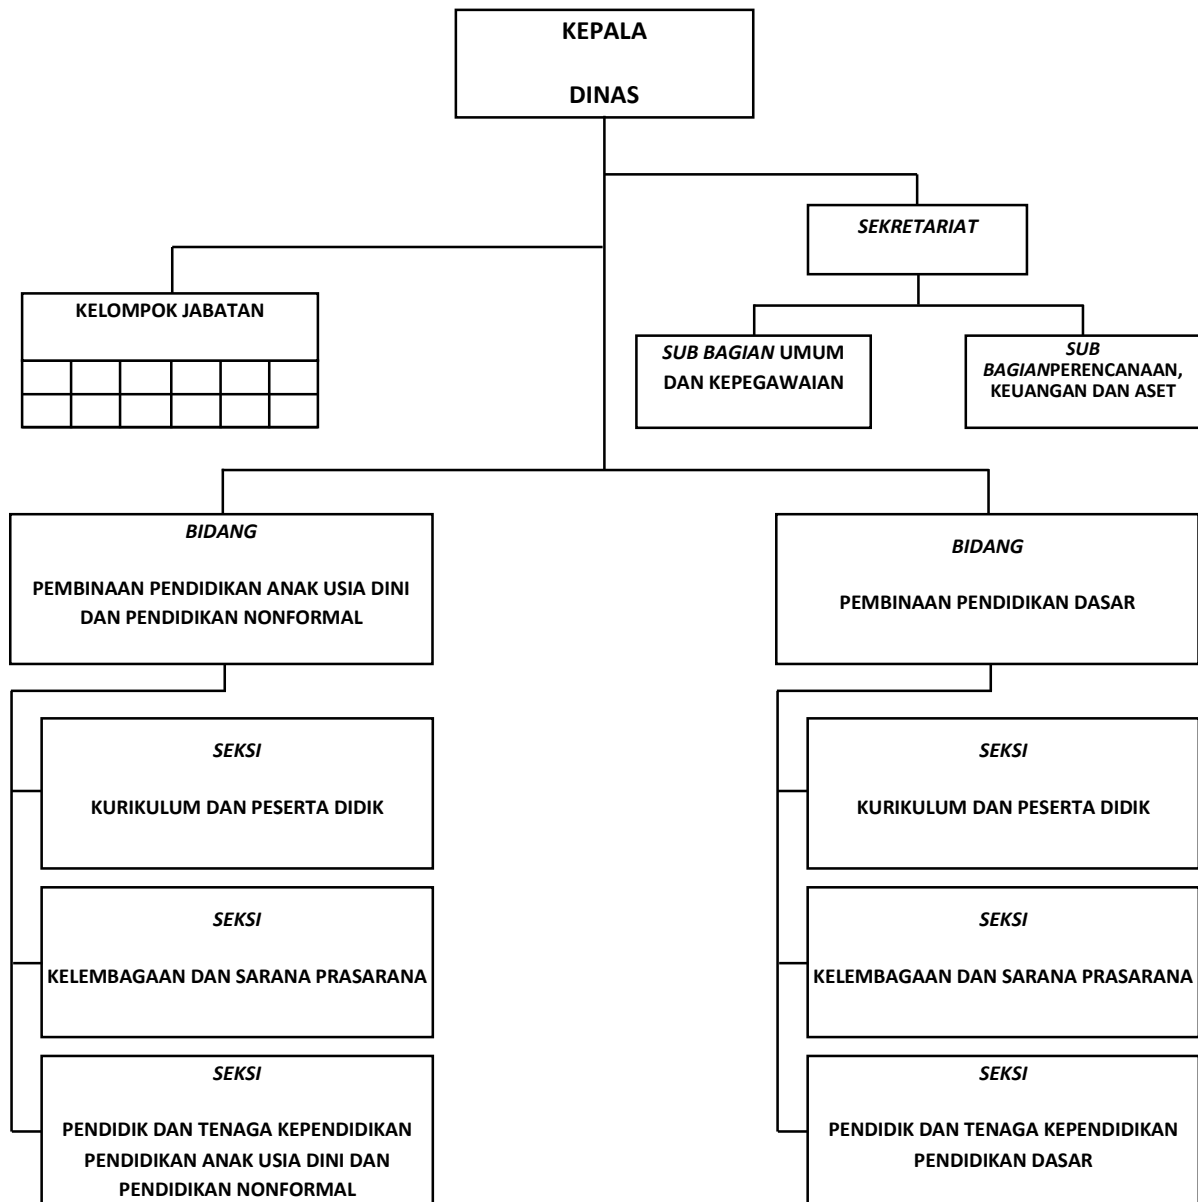 KEPALA
DINAS
SEKRETARIAT
KELOMPOK JABATAN
SUB BAGIAN UMUM
DAN KEPEGAWAIAN
SUB
BAGIANPERENCANAAN,
KEUANGAN DAN ASET
BIDANG
PEMBINAAN PENDIDIKAN ANAK USIA DINI
DAN PENDIDIKAN NONFORMAL
BIDANG
PEMBINAAN PENDIDIKAN DASAR
SEKSI
KURIKULUM DAN PESERTA DIDIK
SEKSI
KELEMBAGAAN DAN SARANA PRASARANA
SEKSI
PENDIDIK DAN TENAGA KEPENDIDIKAN
PENDIDIKAN ANAK USIA DINI DAN
PENDIDIKAN NONFORMAL
SEKSI
KURIKULUM DAN PESERTA DIDIK
SEKSI
KELEMBAGAAN DAN SARANA PRASARANA
SEKSI
PENDIDIK DAN TENAGA KEPENDIDIKAN
PENDIDIKAN DASAR